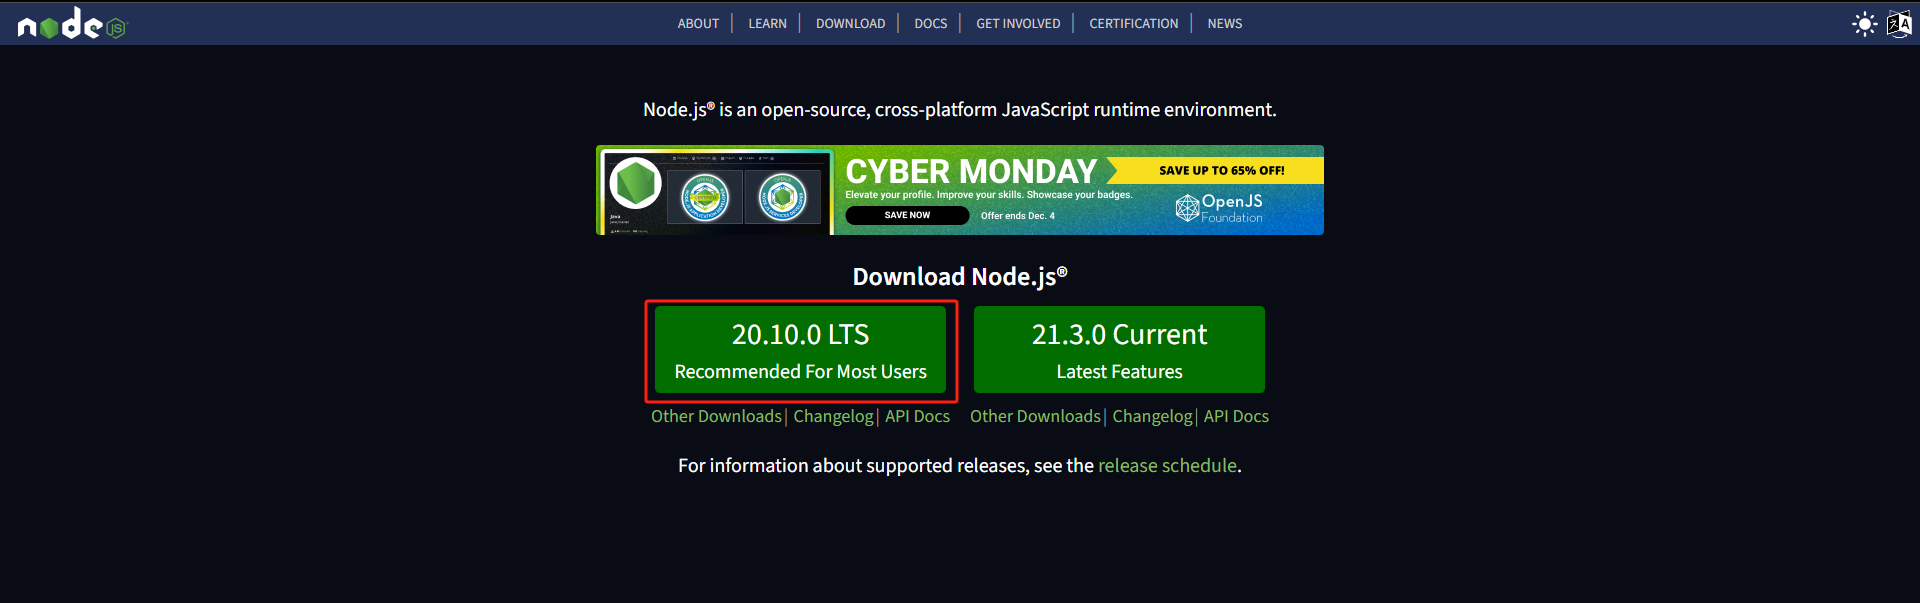 node JS
ABOUT | LEARN | DOWNLOAD | DOCS | GET INVOLVED | CERTIFICATION | NEWS
Node.js® is an open-source, cross-platform JavaScript runtime environment.
CYBER MONDAY
SAVE UP TO 65% OFF!
Elevate your profile. Improve your skills. Showcase your badges.
SAVE NOW
Offer ends Dec. 4
OpenJS
Foundation
Download Node.js®
20.10.0 LTS
Recommended For Most Users
21.3.0 Current
Latest Features
Other Downloads | Changelog | API Docs
Other Downloads | Changelog | API Docs
For information about supported releases, see the release schedule.